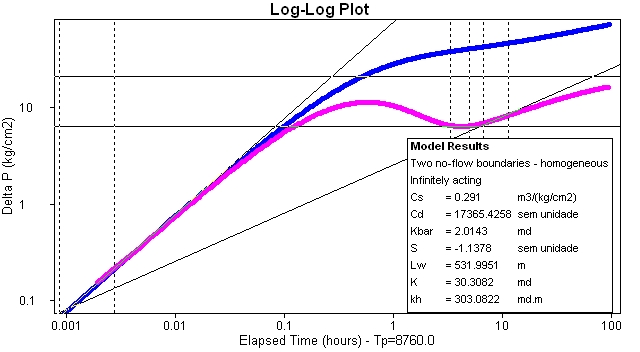 Log-Log Plot
Delta P (kg/cm2)
10
1
0.1
0.001
0.01
0.1
1
10
100
Elapsed Time (hours) - Tp=8760.0
Model Results
Two no-flow boundaries - homogeneous
Infinitely acting
Cs = 0.291 m3/(kg/cm2)
Cd = 17365.4258 sem unidade
Kbar = 2.0143 md
S = -1.1378 sem unidade
Lw = 531.9951 m
K = 30.3082 md
kh = 303.0822 md.m